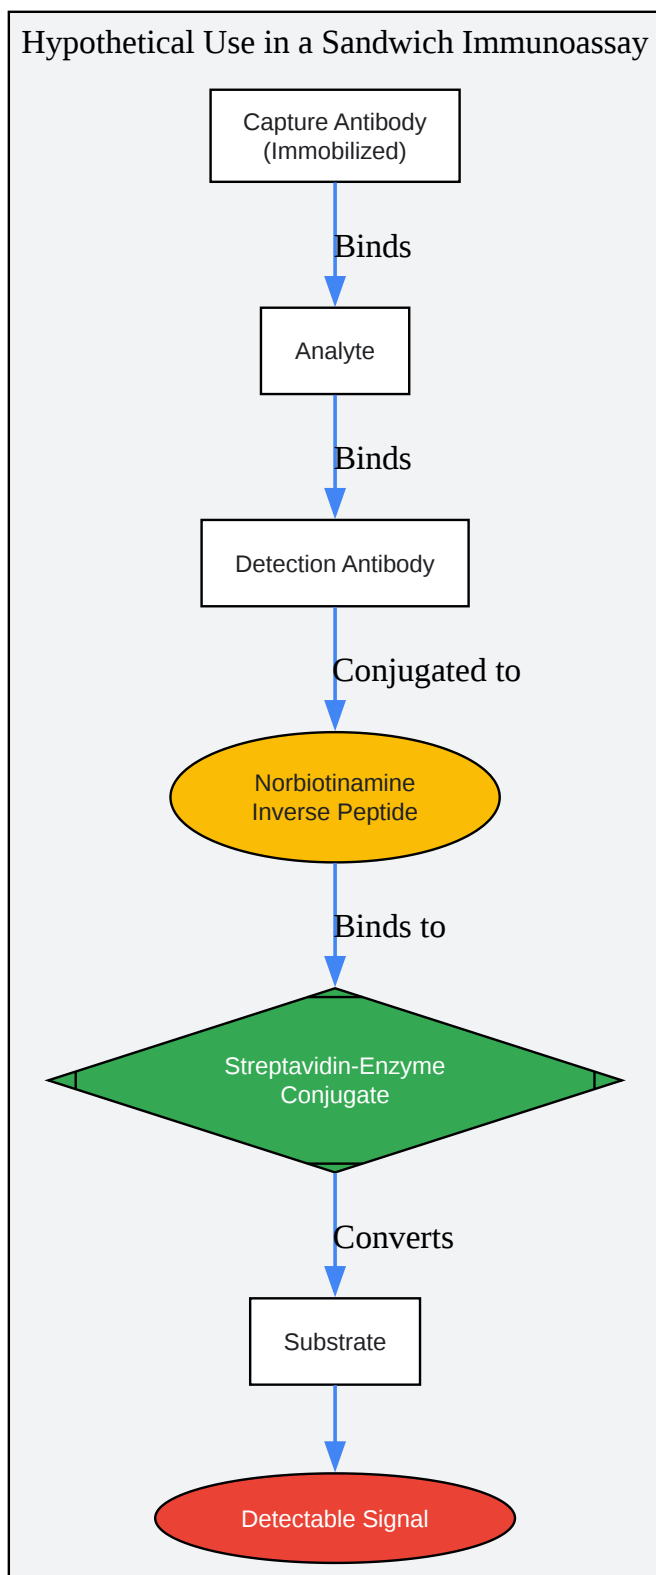 Hypothetical Use in a Sandwich Immunoassay
Capture Antibody
(Immobilized)
Binds
Analyte
Binds
Detection Antibody
Conjugated to
Norbiotinamine
Inverse Peptide
Binds to
Streptavidin-Enzyme
Conjugate
Converts
Substrate
Detectable Signal